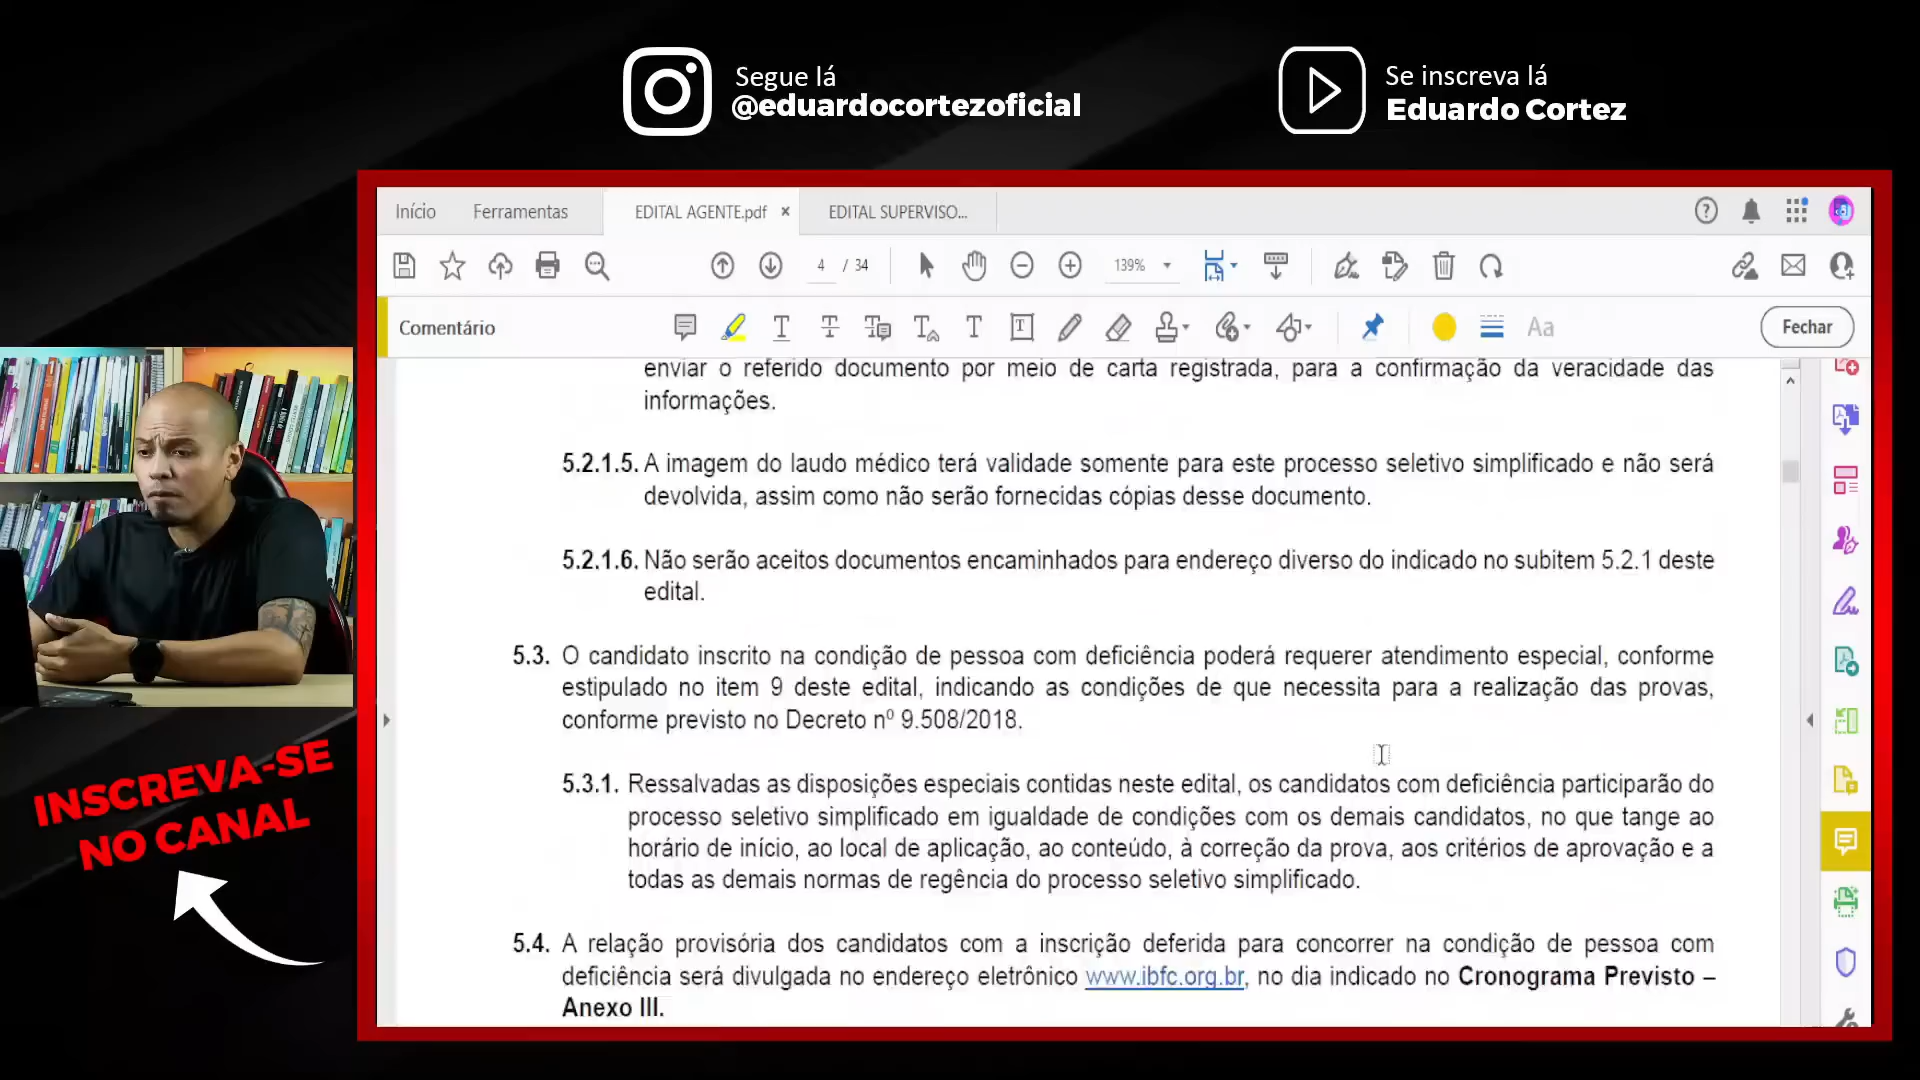 Segue lá
@eduardocortezoficial
Se inscreva lá
Eduardo Cortez
Início
Ferramentas
EDITAL AGENTE.pdf
×
EDITAL SUPERVISO...
4 / 34
139%
Comentário
Aa
Fechar
enviar o referido documento por meio de carta registrada, para a confirmação da veracidade das
informações.
5.2.1.5. A imagem do laudo médico terá validade somente para este processo seletivo simplificado e não será
devolvida, assim como não serão fornecidas cópias desse documento.
5.2.1.6. Não serão aceitos documentos encaminhados para endereço diverso do indicado no subitem 5.2.1 deste
edital.
5.3. O candidato inscrito na condição de pessoa com deficiência poderá requerer atendimento especial, conforme
estipulado no item 9 deste edital, indicando as condições de que necessita para a realização das provas,
conforme previsto no Decreto nº 9.508/2018.
5.3.1. Ressalvadas as disposições especiais contidas neste edital, os candidatos com deficiência participarão do
processo seletivo simplificado em igualdade de condições com os demais candidatos, no que tange ao
horário de início, ao local de aplicação, ao conteúdo, à correção da prova, aos critérios de aprovação e a
todas as demais normas de regência do processo seletivo simplificado.
5.4. A relação provisória dos candidatos com a inscrição deferida para concorrer na condição de pessoa com
deficiência será divulgada no endereço eletrônico www.ibfc.org.br, no dia indicado no Cronograma Previsto –
Anexo III.
INSCREVA-SE
NO CANAL